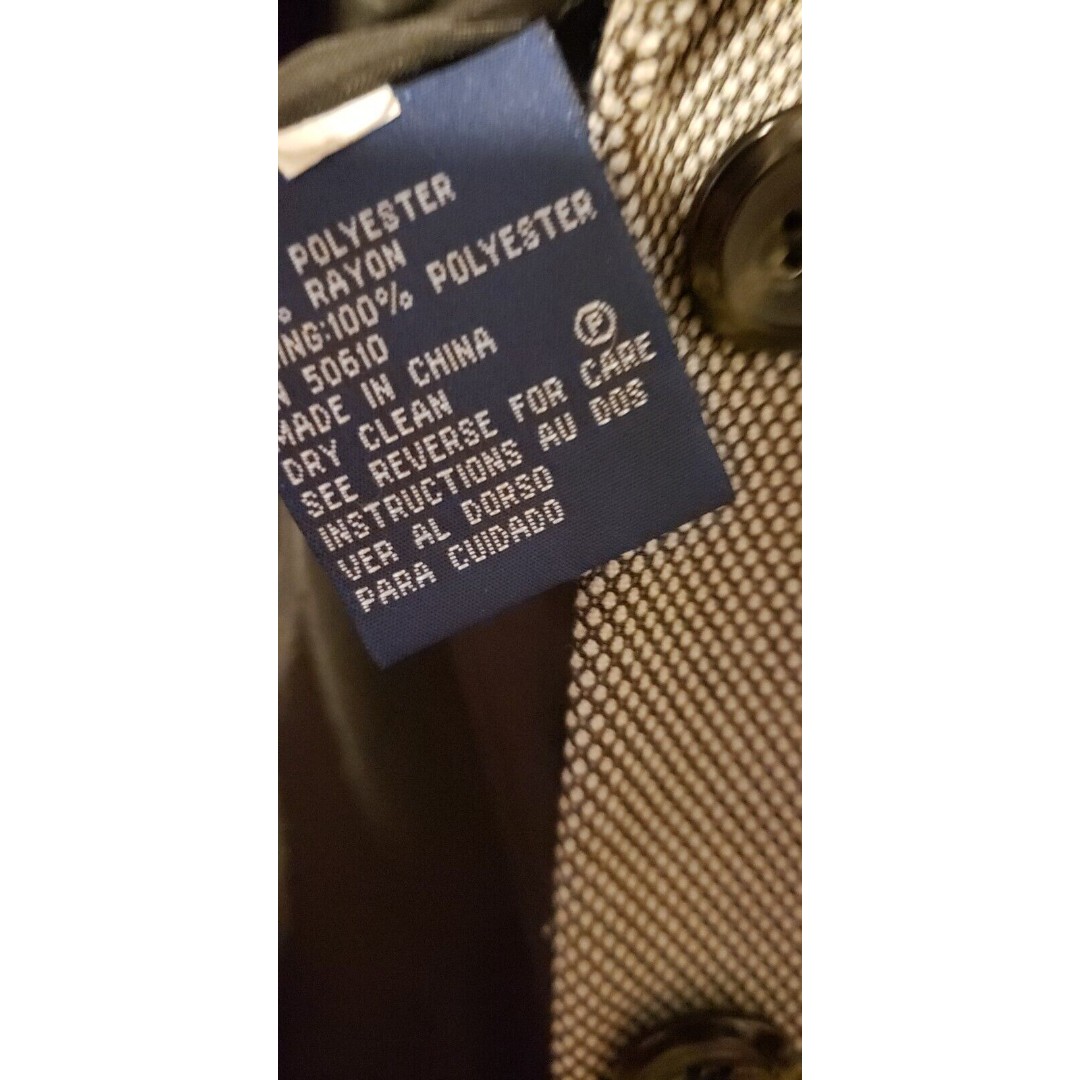 POLYESTER
% RAYON
ING:100% POLYESTER
N 50610
MADE IN CHINA
DRY CLEAN Ⓟ
SEE REVERSE FOR CARE
INSTRUCTIONS AU DOS
VER AL DORSO
PARA CUIDADO